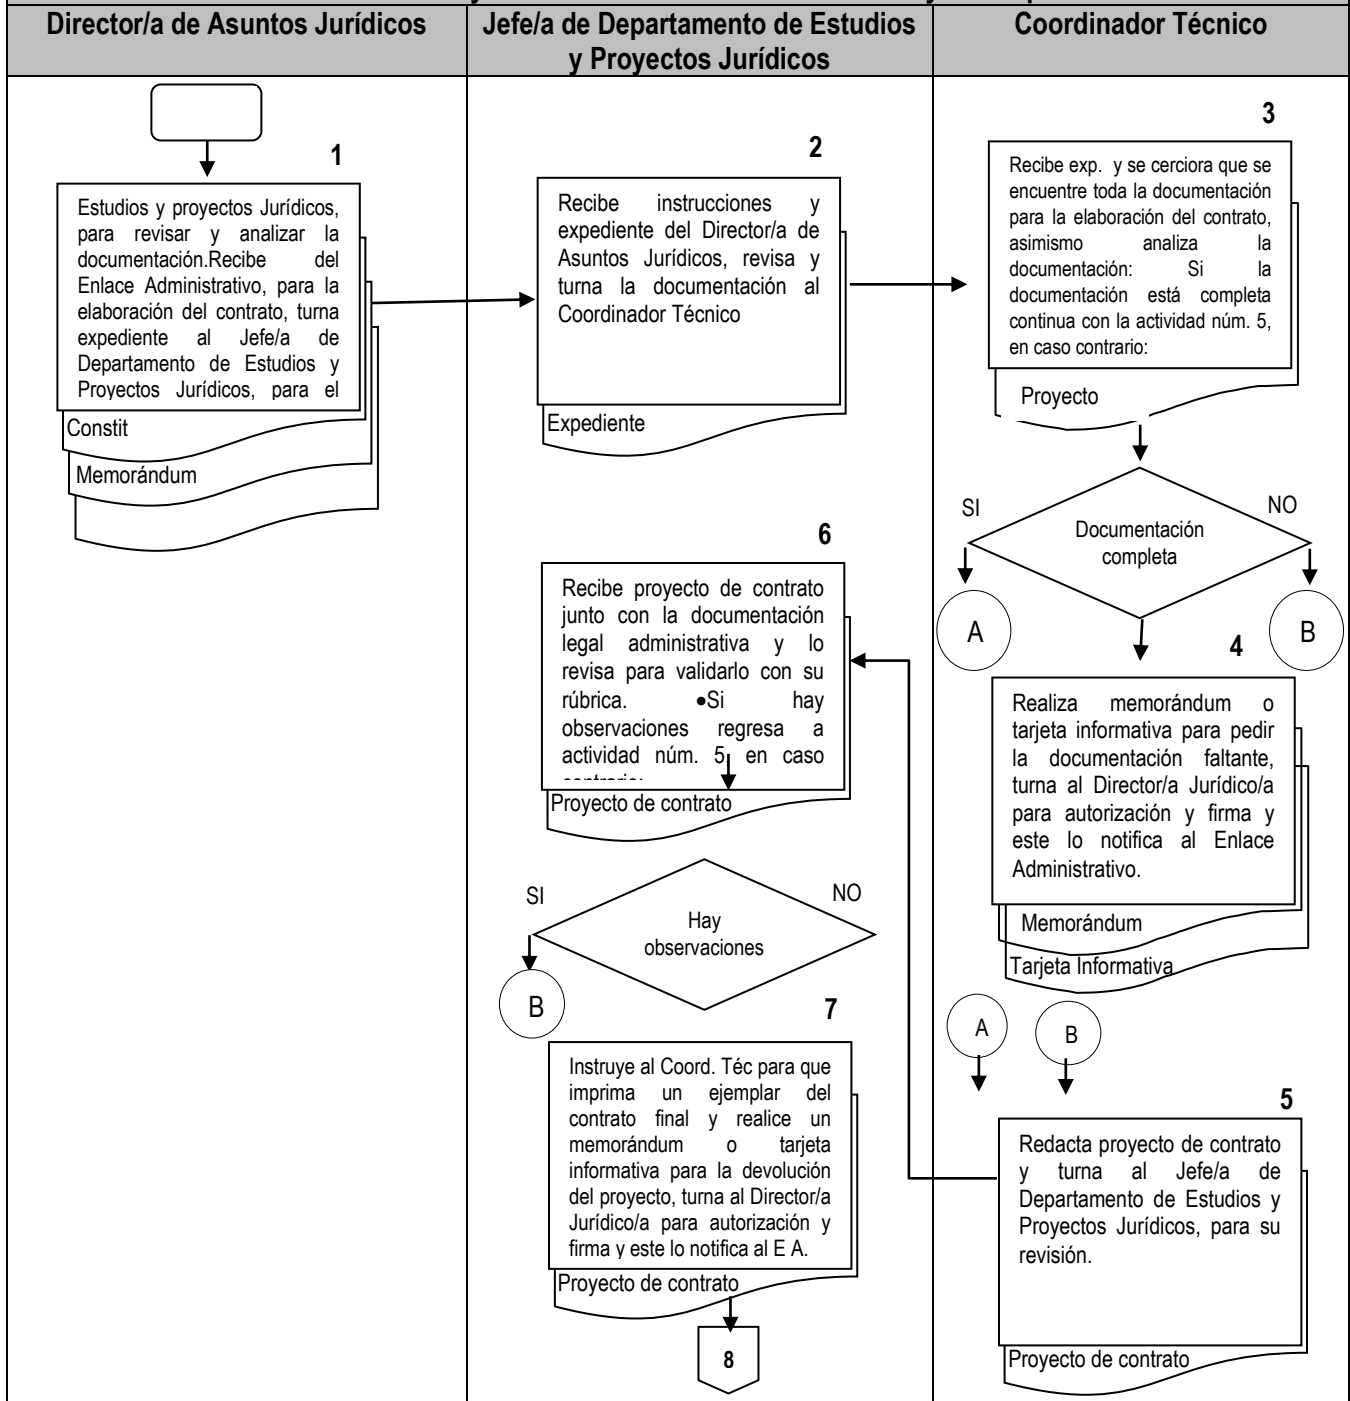 Director/a de Asuntos Jurídicos
Jefe/a de Departamento de Estudios
y Proyectos Jurídicos
Coordinador Técnico
1
Estudios y proyectos Jurídicos,
para revisar y analizar la
documentación.Recibe del
Enlace Administrativo, para la
elaboración del contrato, turna
expediente al Jefe/a de
Departamento de Estudios y
Proyectos Jurídicos, para el
Constit
Memorándum
2
Recibe instrucciones y
expediente del Director/a de
Asuntos Jurídicos, revisa y
turna la documentación al
Coordinador Técnico
Expediente
3
Recibe exp. y se cerciora que se
encuentre toda la documentación
para la elaboración del contrato,
asimismo analiza la
documentación: Si la
documentación está completa
continua con la actividad núm. 5,
en caso contrario:
Proyecto
SI
NO
Documentación
completa
A
B
4
Realiza memorándum o
tarjeta informativa para pedir
la documentación faltante,
turna al Director/a Jurídico/a
para autorización y firma y
este lo notifica al Enlace
Administrativo.
Memorándum
Tarjeta Informativa
A
B
5
Redacta proyecto de contrato
y turna al Jefe/a de
Departamento de Estudios y
Proyectos Jurídicos, para su
revisión.
Proyecto de contrato
6
Recibe proyecto de contrato
junto con la documentación
legal administrativa y lo
revisa para validarlo con su
rúbrica. •Si hay
observaciones regresa a
actividad núm. 5, en caso
Proyecto de contrato
SI
NO
Hay
observaciones
B
7
Instruye al Coord. Téc para que
imprima un ejemplar del
contrato final y realice un
memorándum o tarjeta
informativa para la devolución
del proyecto, turna al Director/a
Jurídico/a para autorización y
firma y este lo notifica al E A.
Proyecto de contrato
8